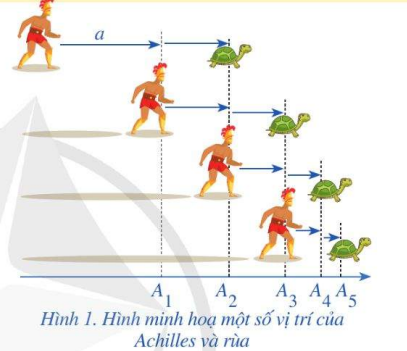 a
A₁ A₂ A₃ A₄ A₅
Hình 1. Hình minh hoạ một số vị trí của
Achilles và rùa